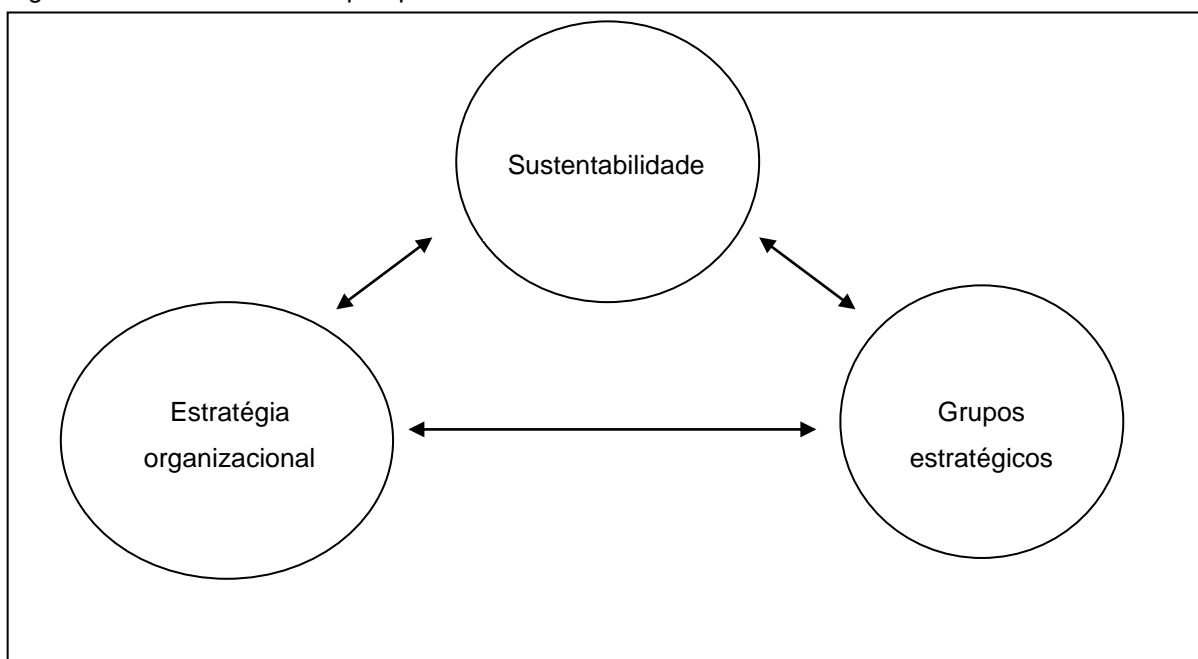 Sustentabilidade
Estratégia
organizacional
Grupos
estratégicos